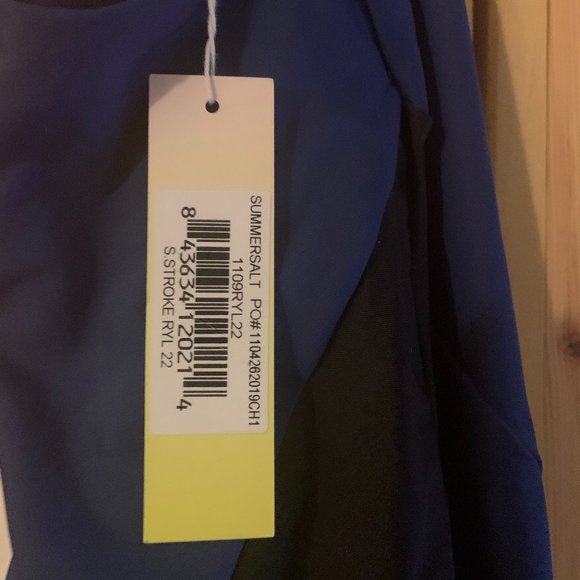 SUMMERSALT PO# 1104262019CH1
1109RYL22
8 43634 12021 4
S.STROKE RYL 22